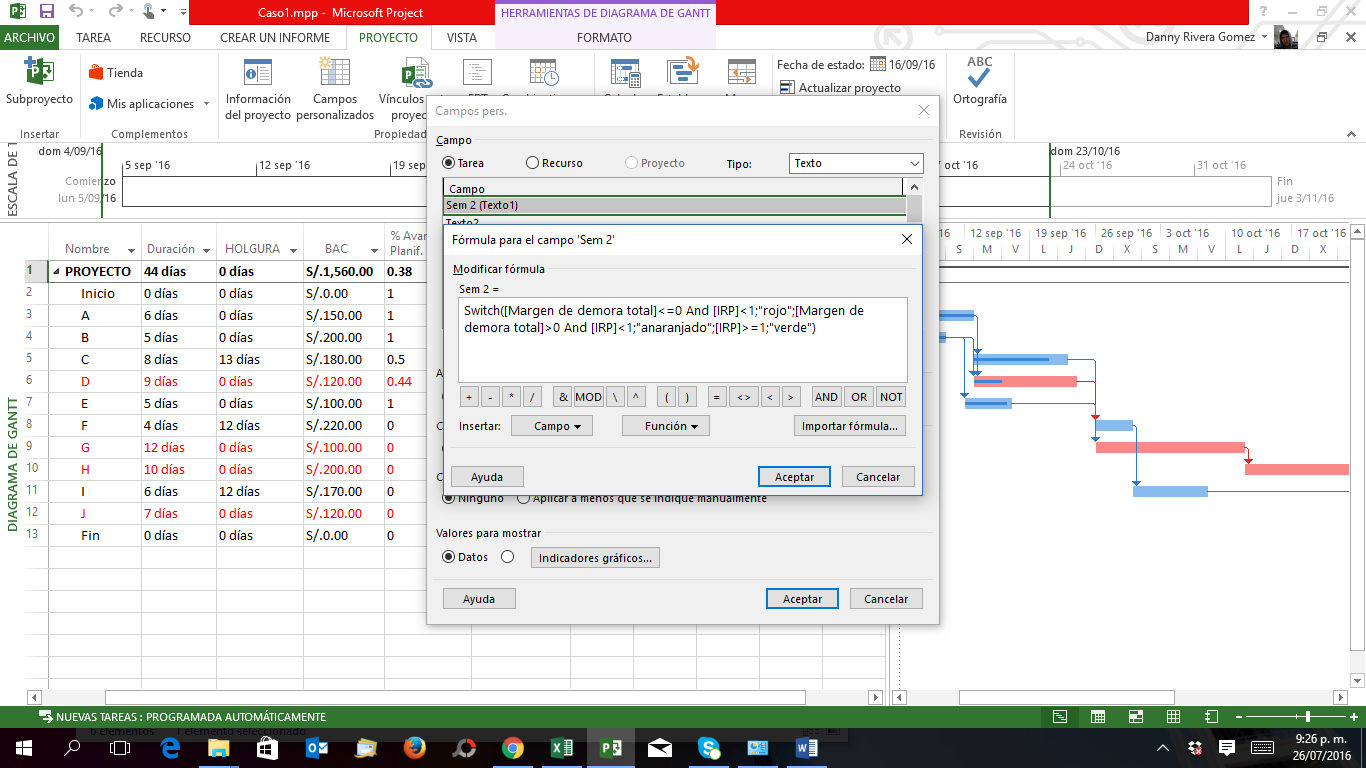 Caso1.mpp - Microsoft Project
HERRAMIENTAS DE DIAGRAMA DE GANTT
ARCHIVO TAREA RECURSO CREAR UN INFORME PROYECTO VISTA FORMATO
Danny Rivera Gomez
Subproyecto
Tienda
Mis aplicaciones
Información del proyecto
Campos personalizados
Vínculos
Fecha de estado: 16/09/16
Actualizar proyecto
ABC
Ortografía
Insertar
Complementos
Revisión
dom 4/09/16
5 sep '16
12 sep '16
dom 23/10/16
24 oct '16
31 oct '16
Comienzo
lun 5/09/16
Fin
jue 3/11/16
DIAGRAMA DE GANTT
Nombre Duración HOLGURA BAC
Planif.
1 PROYECTO 44 días 0 días S/.1,560.00 0.38
2 Inicio 0 días 0 días S/.0.00 1
3 A 6 días 0 días S/.150.00 1
4 B 5 días 0 días S/.200.00 1
5 C 8 días 13 días S/.180.00 0.5
6 D 9 días 0 días S/.120.00 0.44
7 E 5 días 0 días S/.100.00 1
8 F 4 días 12 días S/.220.00 0
9 G 12 días 0 días S/.100.00 0
10 H 10 días 0 días S/.200.00 0
11 I 6 días 12 días S/.170.00 0
12 J 7 días 0 días S/.120.00 0
13 Fin 0 días 0 días S/.0.00 0
Campos pers.
Campo
Tarea Recurso Proyecto Tipo: Texto
Campo
Sem 2 (Texto1)
Texto2
Fórmula para el campo 'Sem 2'
Modificar fórmula
Sem 2 =
Switch([Margen de demora total]<=0 And [IRP]<1;"rojo";[Margen de
demora total]>0 And [IRP]<1;"anaranjado";[IRP]>=1;"verde")
+ - * / & MOD \ ^ ( ) = <> < > AND OR NOT
Insertar: Campo Función Importar fórmula...
Ayuda Aceptar Cancelar
Ninguno Aplicar a menos que se indique manualmente
Valores para mostrar
Datos Indicadores gráficos...
Ayuda Aceptar Cancelar
12 sep '16 19 sep '16 26 sep '16 3 oct '16 10 oct '16 17 oct '16
S M V L J S D M X V L J S D M X
NUEVAS TAREAS : PROGRAMADA AUTOMÁTICAMENTE
6 elementos 1 elemento seleccionado
9:26 p. m.
26/07/2016